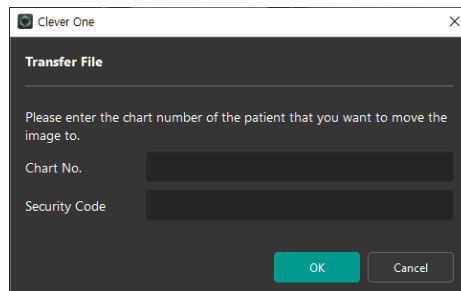 Clever One
Transfer File
Please enter the chart number of the patient that you want to move the
image to.
Chart No.
Security Code
OK
Cancel